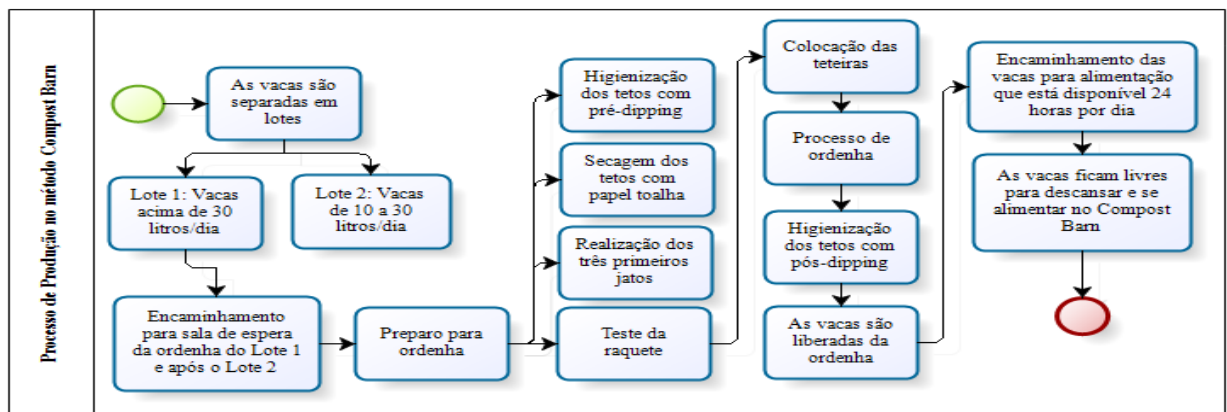 Processo de Produção no método Compost Barn
As vacas são
separadas em
lotes
Lote 1: Vacas
acima de 30
litros/dia
Lote 2: Vacas
de 10 a 30
litros/dia
Encaminhamento
para sala de espera
da ordenha do Lote 1
e após o Lote 2
Preparo para
ordenha
Higienização
dos tetos com
pré-dipping
Secagem dos
tetos com
papel toalha
Realização dos
três primeiros
jatos
Teste da
raquete
Colocação das
teteiras
Processo de
ordenha
Higienização
dos tetos com
pós-dipping
As vacas são
liberadas da
ordenha
Encaminhamento das
vacas para alimentação
que está disponível 24
horas por dia
As vacas ficam livres
para descansar e se
alimentar no Compost
Barn